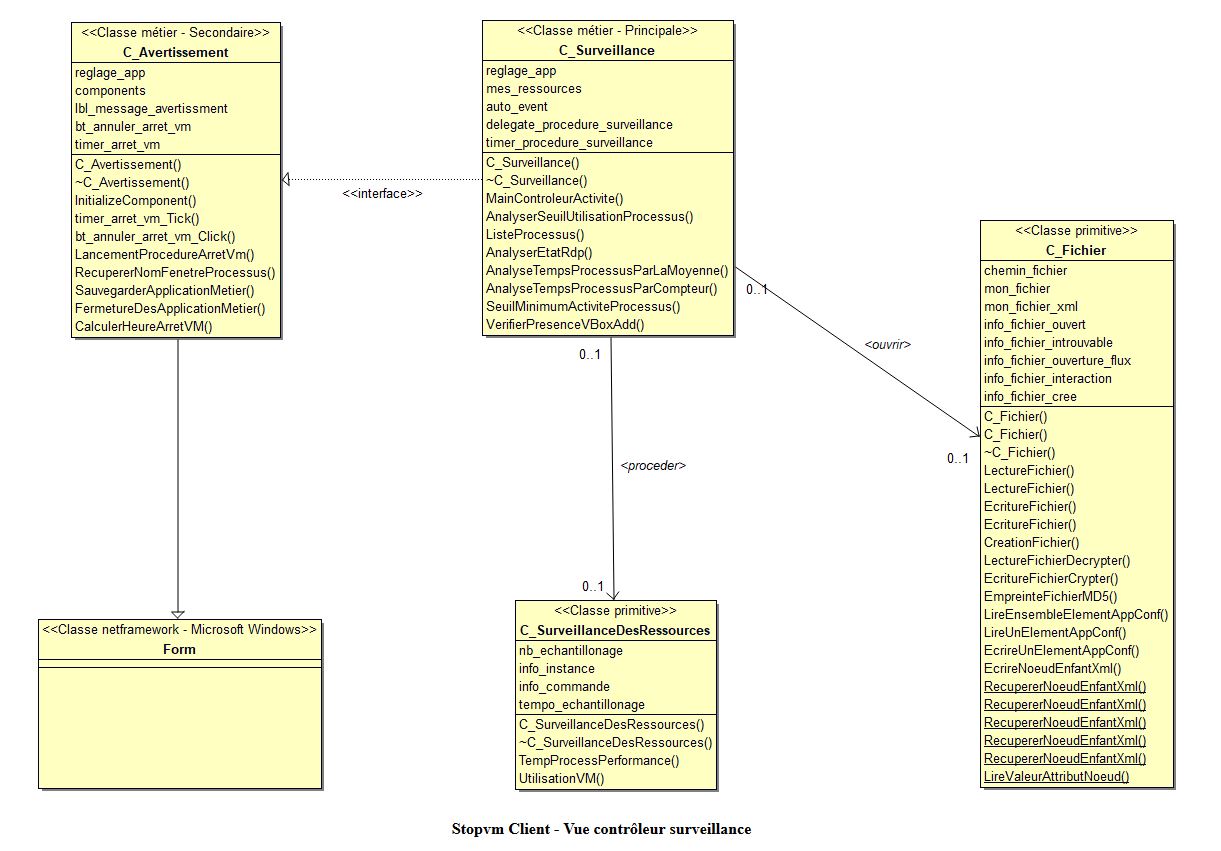 <<Classe métier - Secondaire>>
C_Avertissement
reglage_app
components
lbl_message_avertissment
bt_annuler_arret_vm
timer_arret_vm
C_Avertissement()
~C_Avertissement()
InitializeComponent()
timer_arret_vm_Tick()
bt_annuler_arret_vm_Click()
LancementProcedureArretVm()
RecupererNomFenetreProcessus()
SauvegarderApplicationMetier()
FermetureDesApplicationMetier()
CalculerHeureArretVM()
<<interface>>
<<Classe métier - Principale>>
C_Surveillance
reglage_app
mes_ressources
auto_event
delegate_procedure_surveillance
timer_procedure_surveillance
C_Surveillance()
~C_Surveillance()
MainControleurActivite()
AnalyserSeuilUtilisationProcessus()
ListeProcessus()
AnalyserEtatRdp()
AnalyseTempsProcessusParLaMoyenne()
AnalyseTempsProcessusParCompteur()
SeuilMinimumActiviteProcessus()
VerifierPresenceVBoxAdd()
0..1
<ouvrir>
0..1
<<Classe primitive>>
C_Fichier
chemin_fichier
mon_fichier
mon_fichier_xml
info_fichier_ouvert
info_fichier_introuvable
info_fichier_ouverture_flux
info_fichier_interaction
info_fichier_cree
C_Fichier()
C_Fichier()
~C_Fichier()
LectureFichier()
LectureFichier()
EcritureFichier()
EcritureFichier()
CreationFichier()
LectureFichierDecrypter()
EcritureFichierCrypter()
EmpreinteFichierMD5()
LireEnsembleElementAppConf()
LireUnElementAppConf()
EcrireUnElementAppConf()
EcrireNoeudEnfantXml()
RecupererNoeudEnfantXml()
RecupererNoeudEnfantXml()
RecupererNoeudEnfantXml()
RecupererNoeudEnfantXml()
RecupererNoeudEnfantXml()
LireValeurAttributNoeud()
0..1
<proceder>
0..1
<<Classe netframework - Microsoft Windows>>
Form
<<Classe primitive>>
C_SurveillanceDesRessources
nb_echantillonage
info_instance
info_commande
tempo_echantillonage
C_SurveillanceDesRessources()
~C_SurveillanceDesRessources()
TempProcessPerformance()
UtilisationVM()
Stopvm Client - Vue contrôleur surveillance